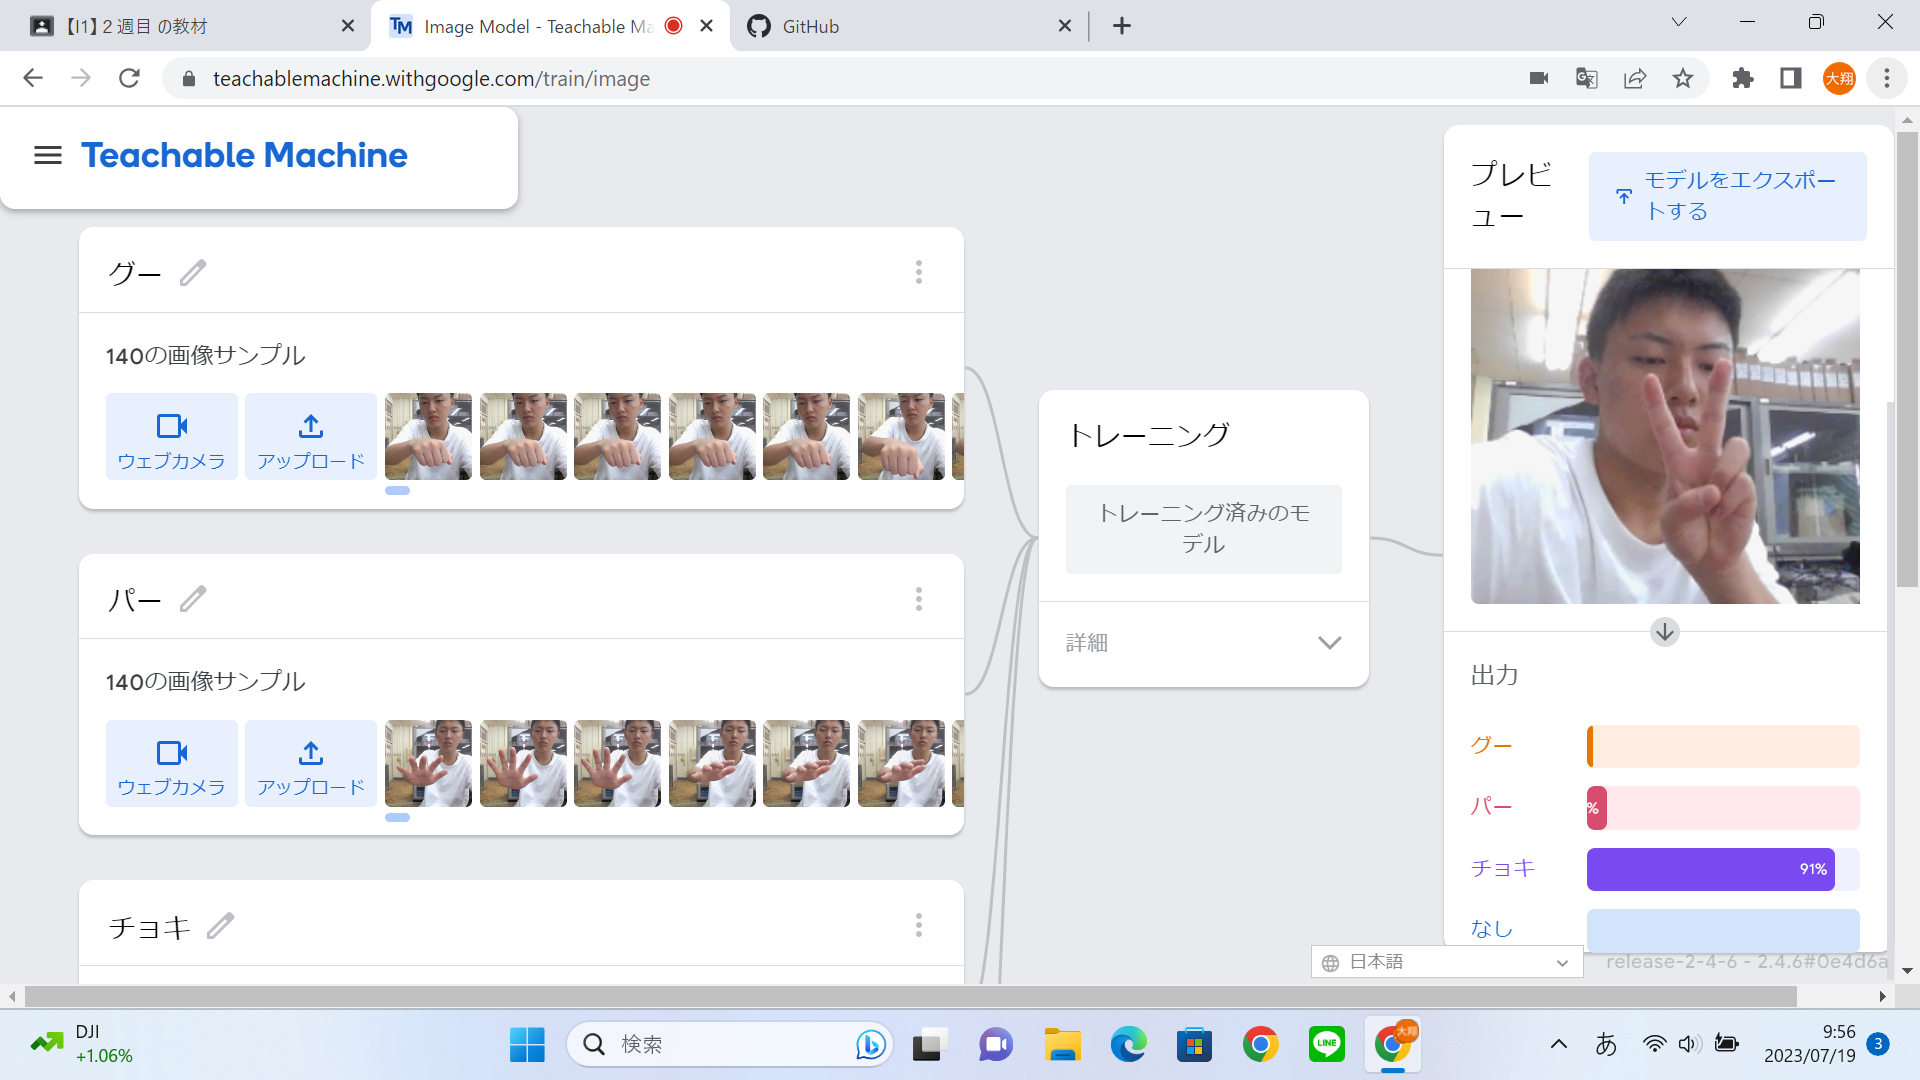 【I1】２週目 の教材
Image Model - Teachable Ma
GitHub
teachablemachine.withgoogle.com/train/image
大翔
Teachable Machine
グー
140の画像サンプル
ウェブカメラ
アップロード
パー
140の画像サンプル
ウェブカメラ
アップロード
チョキ
トレーニング
トレーニング済みのモ
デル
詳細
プレビ
ュー
モデルをエクスポー
トする
出力
グー
パー
%
チョキ
91%
なし
日本語
release-2-4-6 - 2.4.6#0e4d6a
DJI
+1.06%
検索
LINE
大翔
あ
9:56
2023/07/19
3